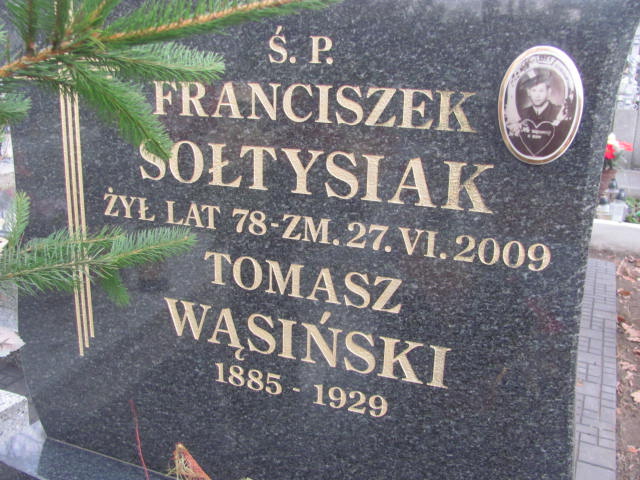 Ś. P.
FRANCISZEK
SOŁTYSIAK
ŻYŁ LAT 78-ZM. 27. VI. 2009
TOMASZ
WĄSIŃSKI
1885 - 1929